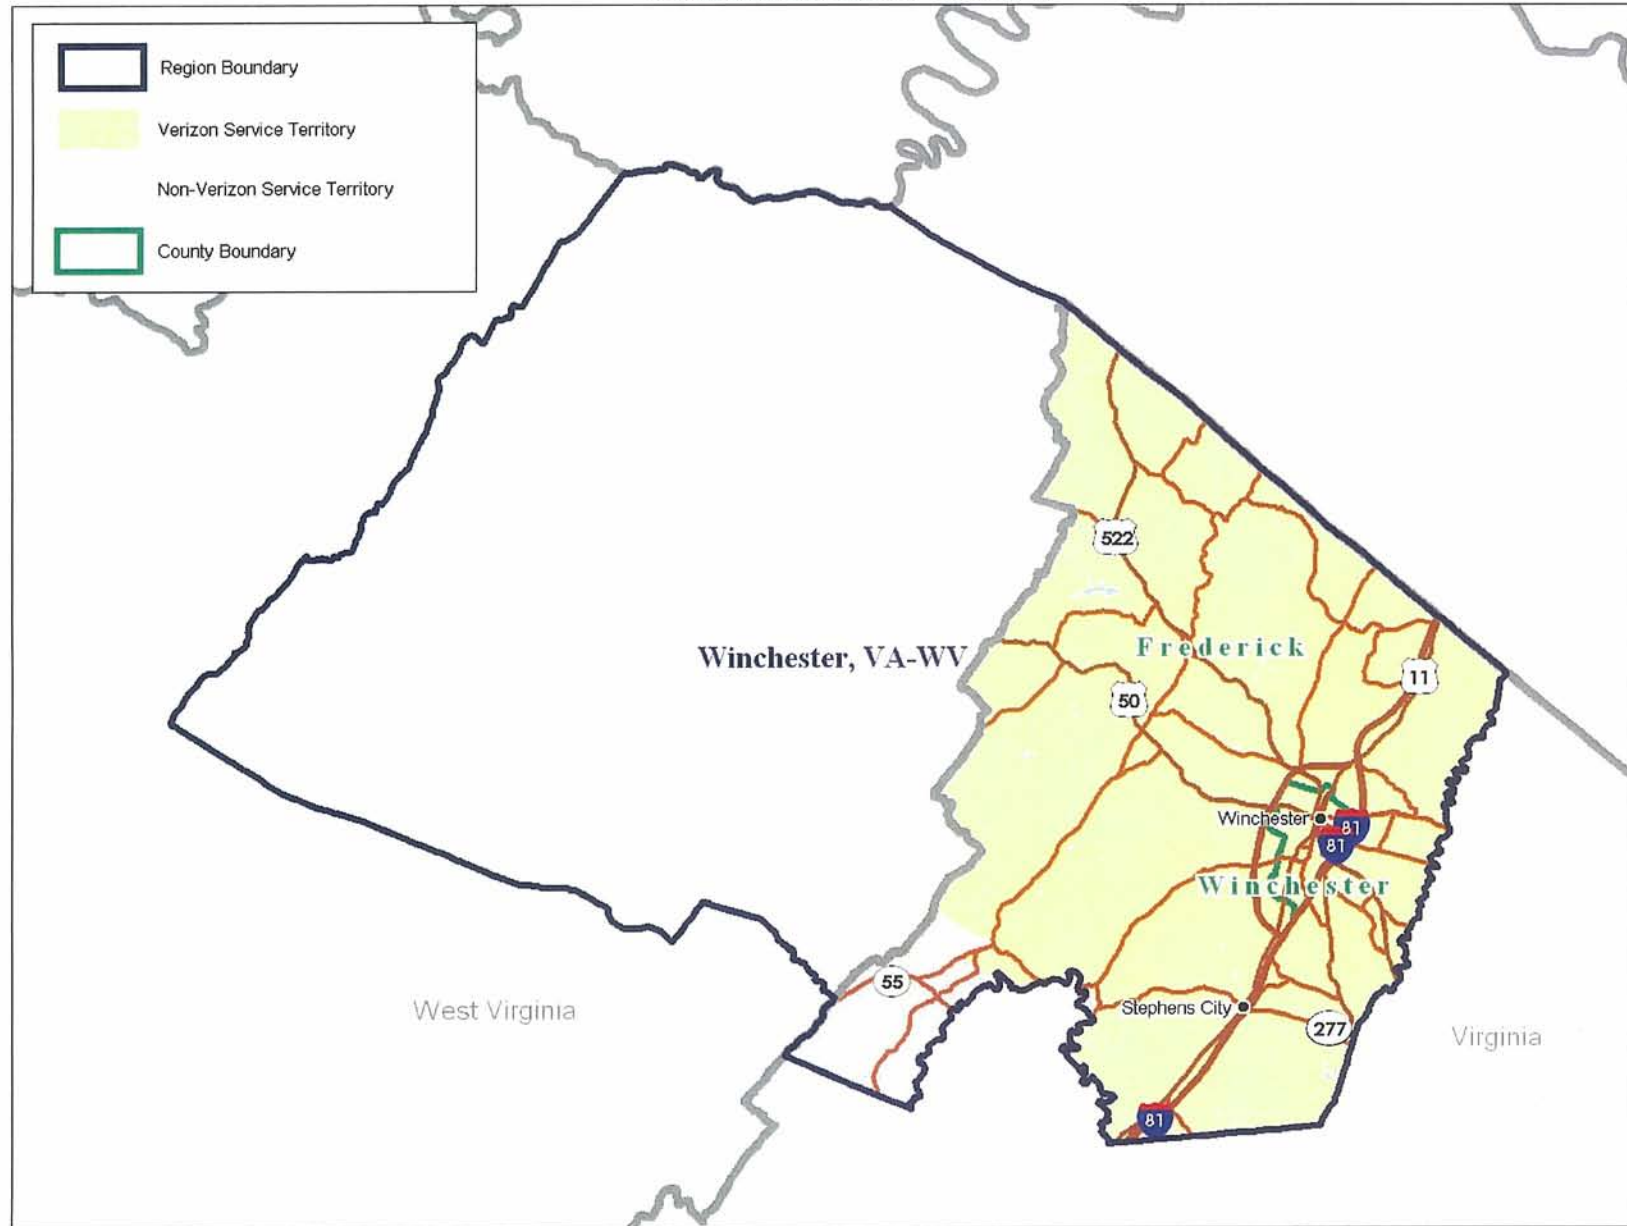 Region Boundary
Verizon Service Territory
Non-Verizon Service Territory
County Boundary
522
Winchester, VA-WV
Frederick
11
50
Winchester
81
81
Winchester
55
West Virginia
Stephens City
277
Virginia
81